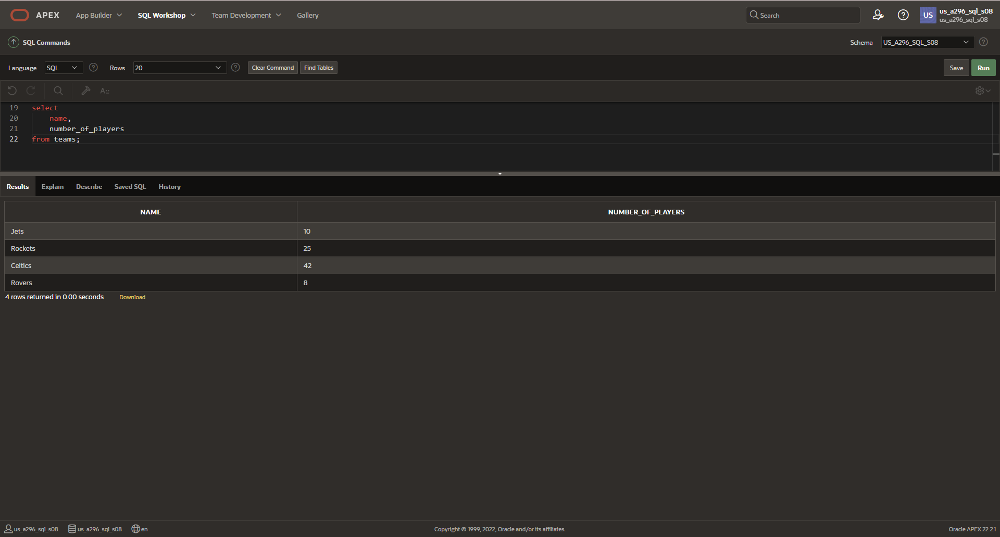 APEX App Builder SQL Workshop Team Development Gallery Search US us_a296_sql_s08
us_a296_sql_s08
SQL Commands Schema US_A296_SQL_S08
Language SQL Rows 20 Clear Command Find Tables Save Run
19 select
20 name,
21 number_of_players
22 from teams;
Results Explain Describe Saved SQL History
NAME NUMBER_OF_PLAYERS
Jets 10
Rockets 25
Celtics 42
Rovers 8
4 rows returned in 0.00 seconds Download
us_a296_sql_s08 us_a296_sql_s08 en Copyright © 1999, 2022, Oracle and/or its affiliates. Oracle APEX 22.2.1